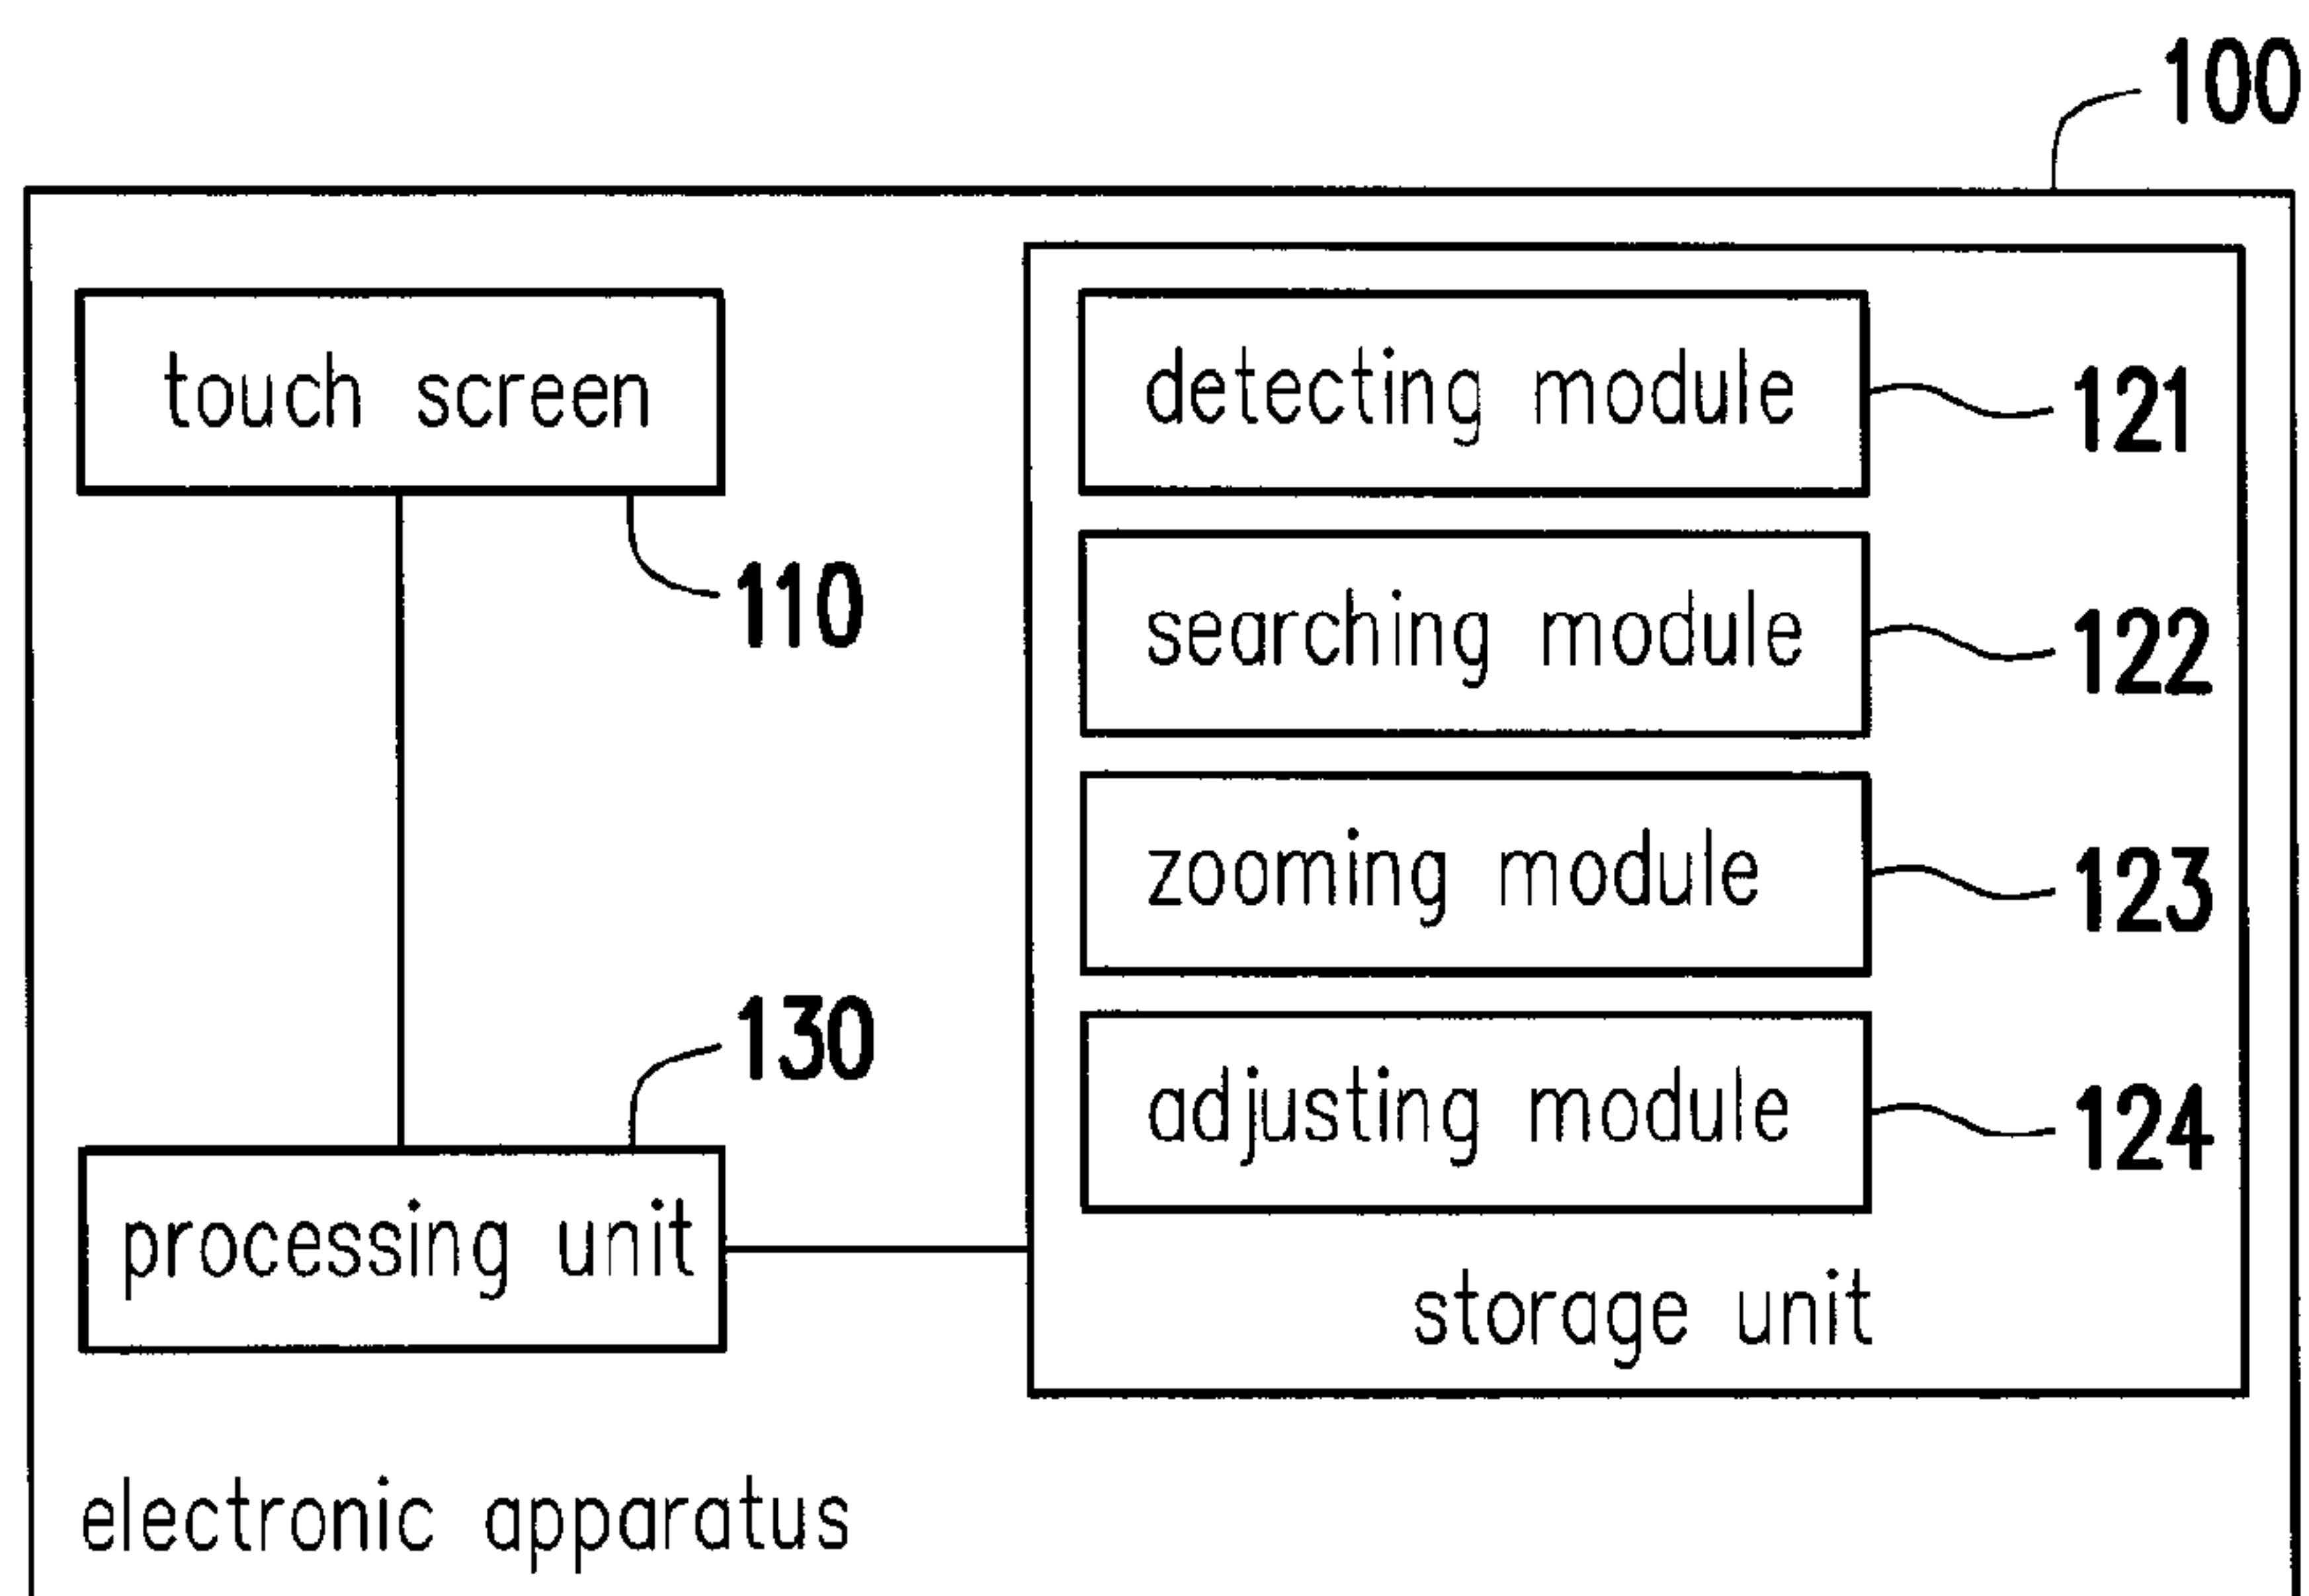 100
touch screen
110
detecting module
121
searching module
122
zooming module
123
adjusting module
124
130
processing unit
storage unit
electronic apparatus